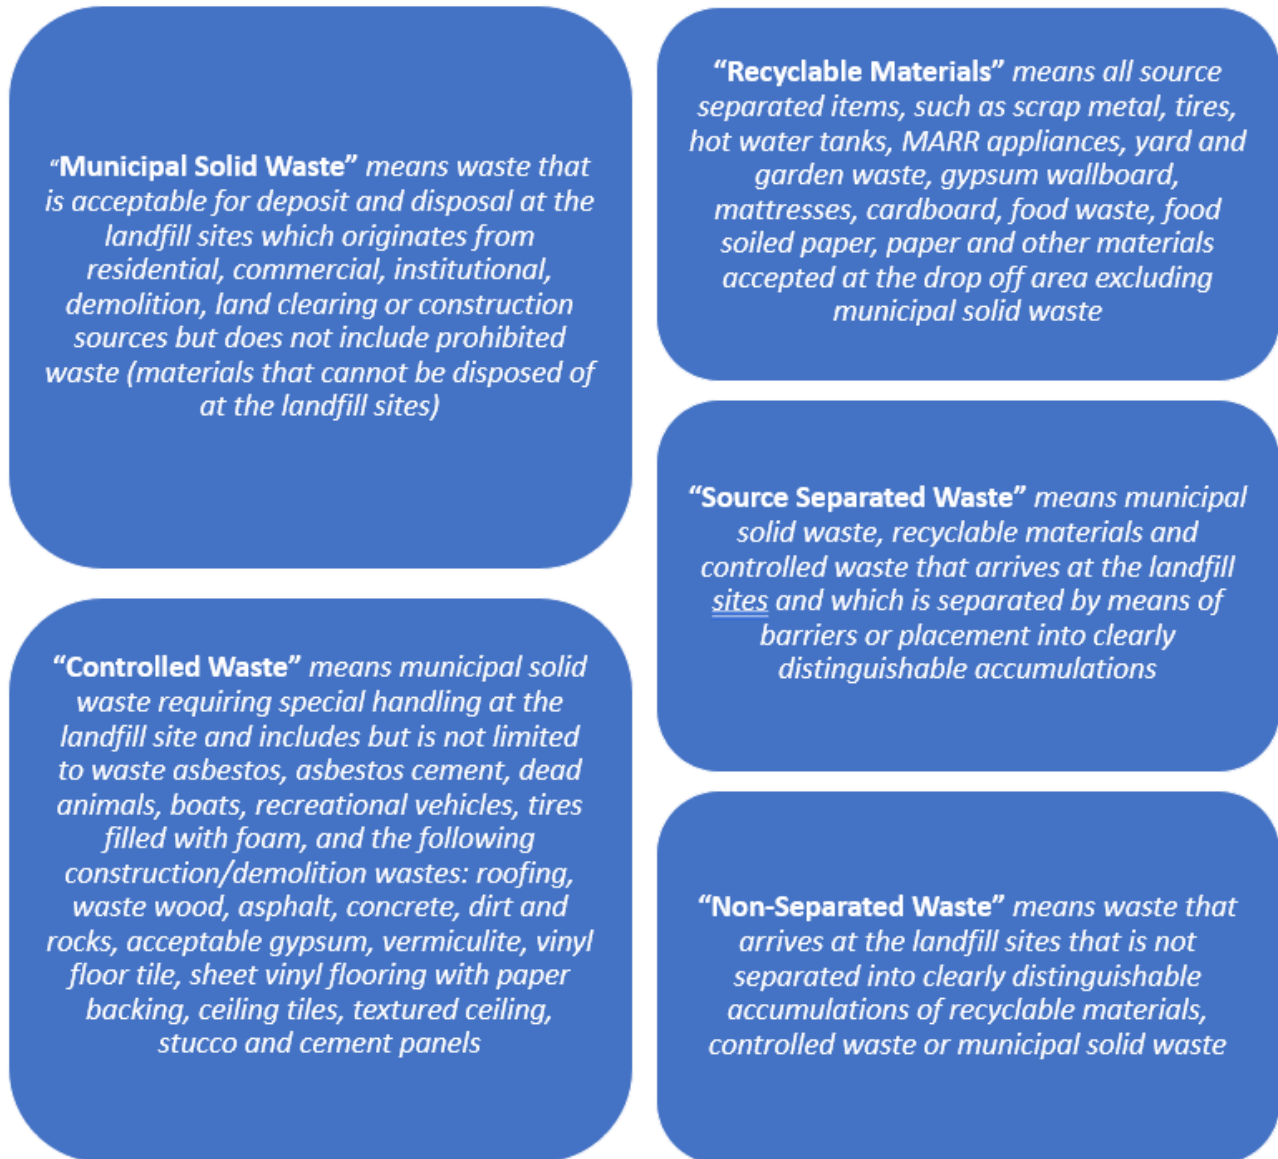 “Municipal Solid Waste” means waste that
is acceptable for deposit and disposal at the
landfill sites which originates from
residential, commercial, institutional,
demolition, land clearing or construction
sources but does not include prohibited
waste (materials that cannot be disposed of
at the landfill sites)
“Recyclable Materials” means all source
separated items, such as scrap metal, tires,
hot water tanks, MARR appliances, yard and
garden waste, gypsum wallboard,
mattresses, cardboard, food waste, food
soiled paper, paper and other materials
accepted at the drop off area excluding
municipal solid waste
“Source Separated Waste” means municipal
solid waste, recyclable materials and
controlled waste that arrives at the landfill
sites and which is separated by means of
barriers or placement into clearly
distinguishable accumulations
“Controlled Waste” means municipal solid
waste requiring special handling at the
landfill site and includes but is not limited
to waste asbestos, asbestos cement, dead
animals, boats, recreational vehicles, tires
filled with foam, and the following
construction/demolition wastes: roofing,
waste wood, asphalt, concrete, dirt and
rocks, acceptable gypsum, vermiculite, vinyl
floor tile, sheet vinyl flooring with paper
backing, ceiling tiles, textured ceiling,
stucco and cement panels
“Non-Separated Waste” means waste that
arrives at the landfill sites that is not
separated into clearly distinguishable
accumulations of recyclable materials,
controlled waste or municipal solid waste